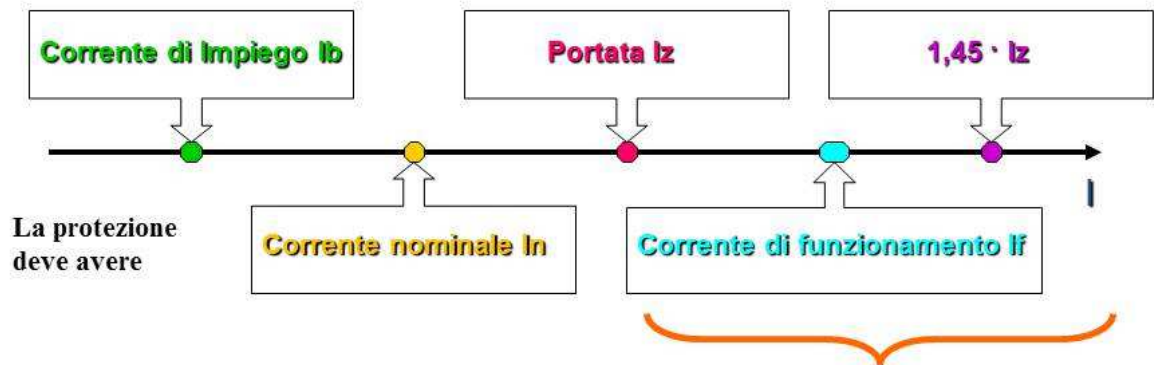 Corrente di Impiego Ib
Portata Iz
1,45 · Iz
I
La protezione
deve avere
Corrente nominale In
Corrente di funzionamento If